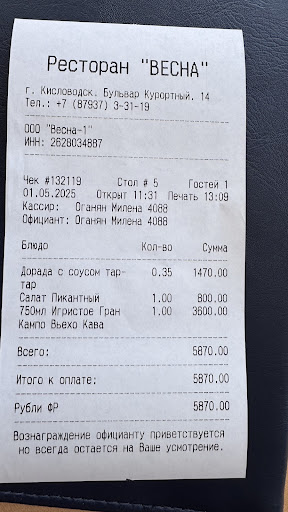 Ресторан "ВЕСНА"
г. Кисловодск, Бульвар Курортный, 14
Тел.: +7 (87937) 3-31-19
ООО "Весна-1"
ИНН: 2628034887
Чек #132119 Стол # 5 Гостей 1
01.05.2025 Открыт 11:31 Печать 13:09
Кассир: Оганян Милена 4088
Официант: Оганян Милена 4088
Блюдо Кол-во Сумма
Дорада с соусом тар- 0.35 1470.00
тар
Салат Пикантный 1.00 800.00
750мл Игристое Гран 1.00 3600.00
Кампо Вьехо Кава
Всего: 5870.00
Итого к оплате: 5870.00
Рубли РФ 5870.00
Вознаграждение официанту приветствуется
но всегда остается на Ваше усмотрение.